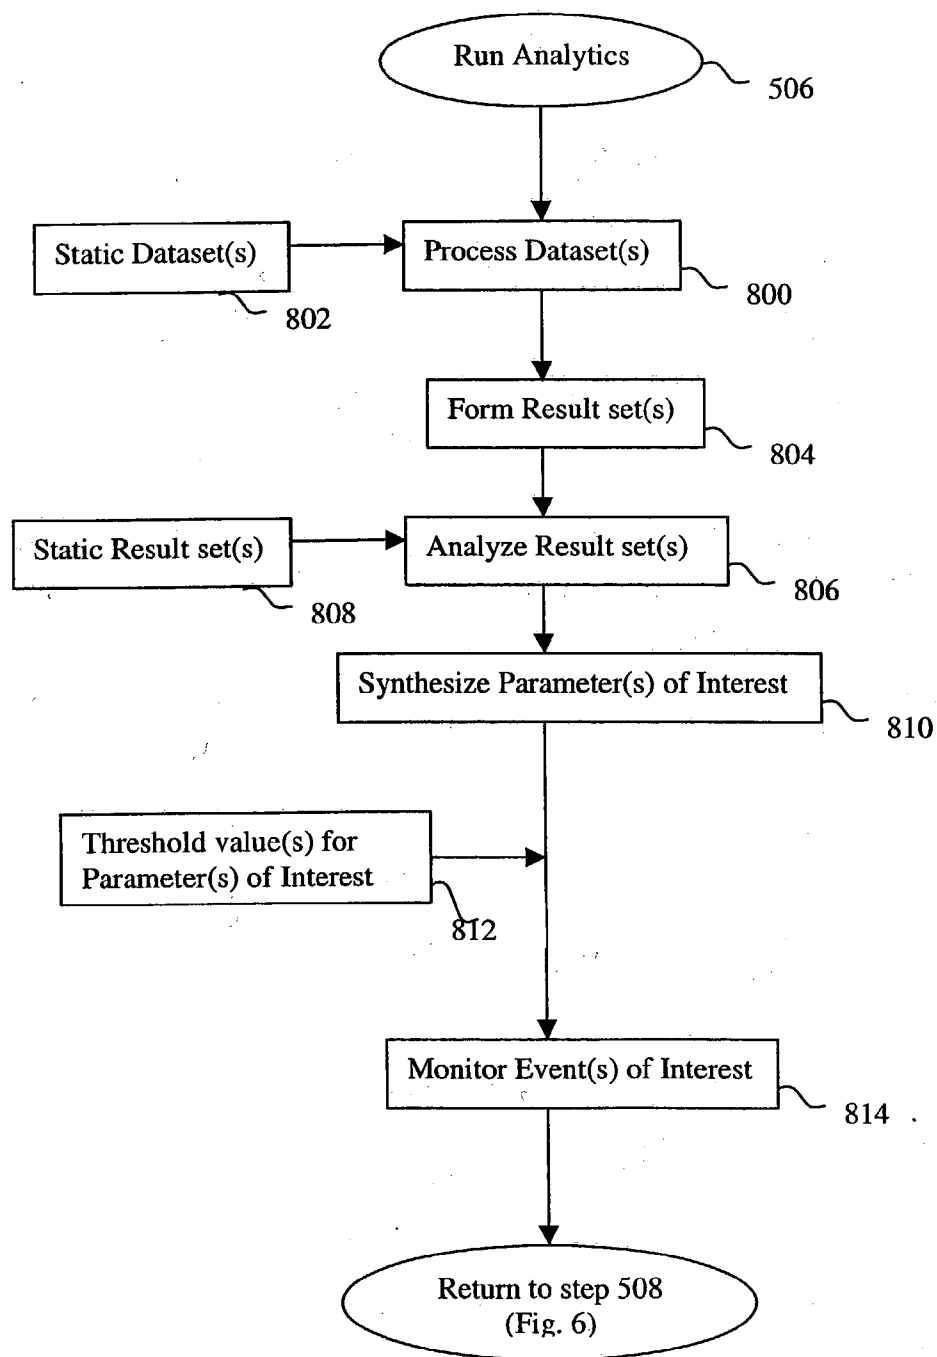 Run Analytics
506
Static Dataset(s)
Process Dataset(s)
800
802
Form Result set(s)
804
Static Result set(s)
Analyze Result set(s)
806
808
Synthesize Parameter(s) of Interest
810
Threshold value(s) for
Parameter(s) of Interest
812
Monitor Event(s) of Interest
814
Return to step 508
(Fig. 6)